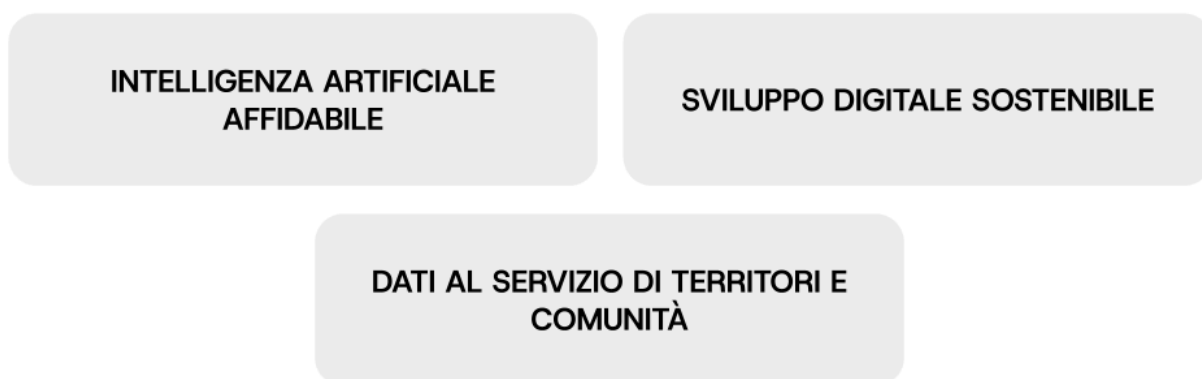 INTELLIGENZA ARTIFICIALE
AFFIDABILE
SVILUPPO DIGITALE SOSTENIBILE
DATI AL SERVIZIO DI TERRITORI E
COMUNITÀ